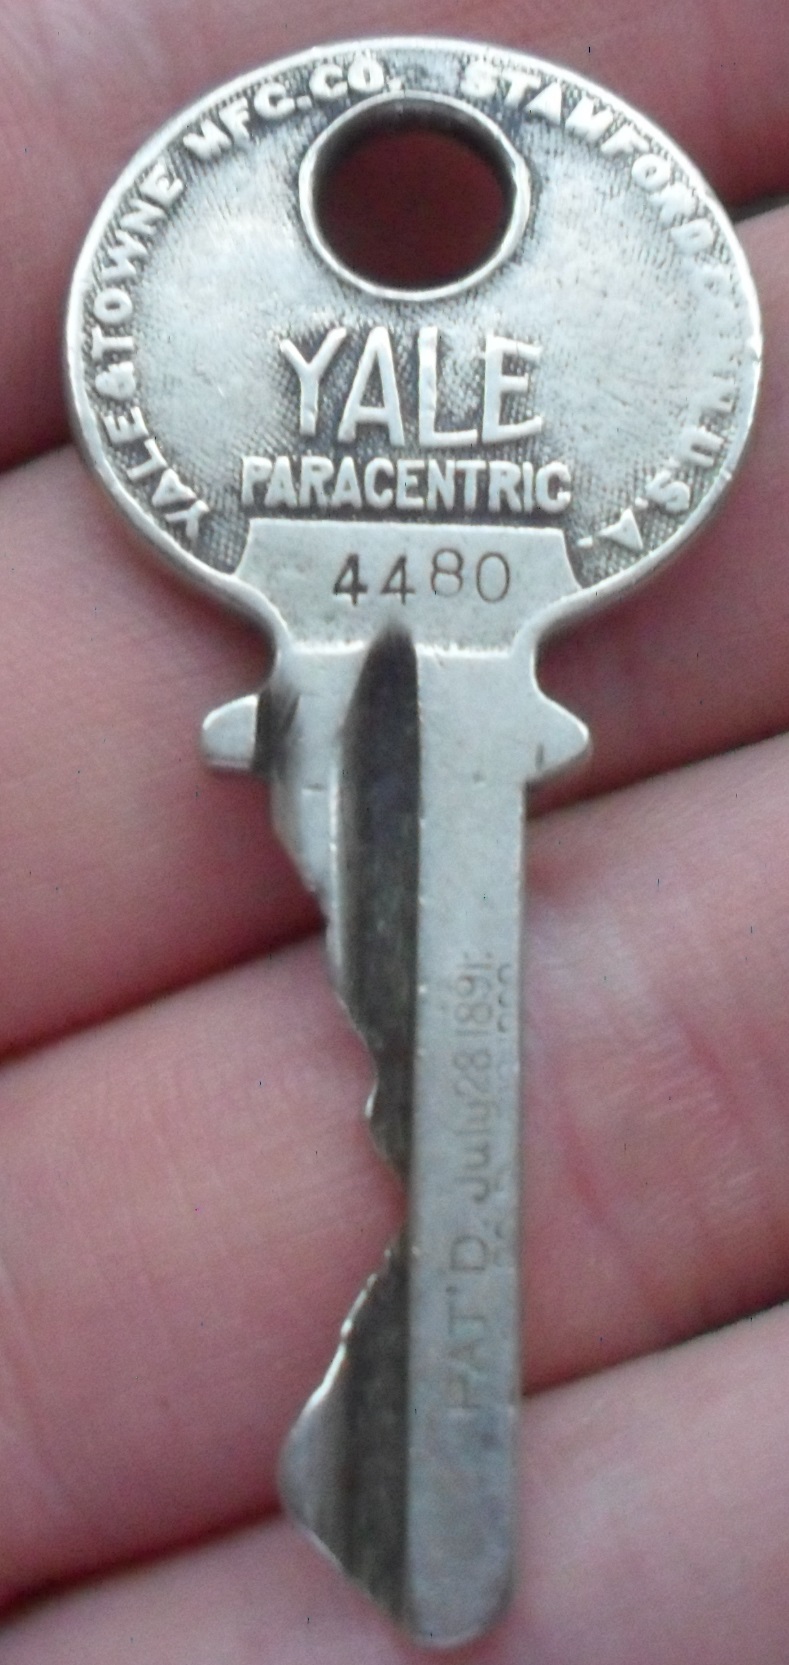 YALE & TOWNE MFG. CO. STAMFORD U.S.A.
YALE
PARACENTRIC
4480
PAT'D. July 28 1891.